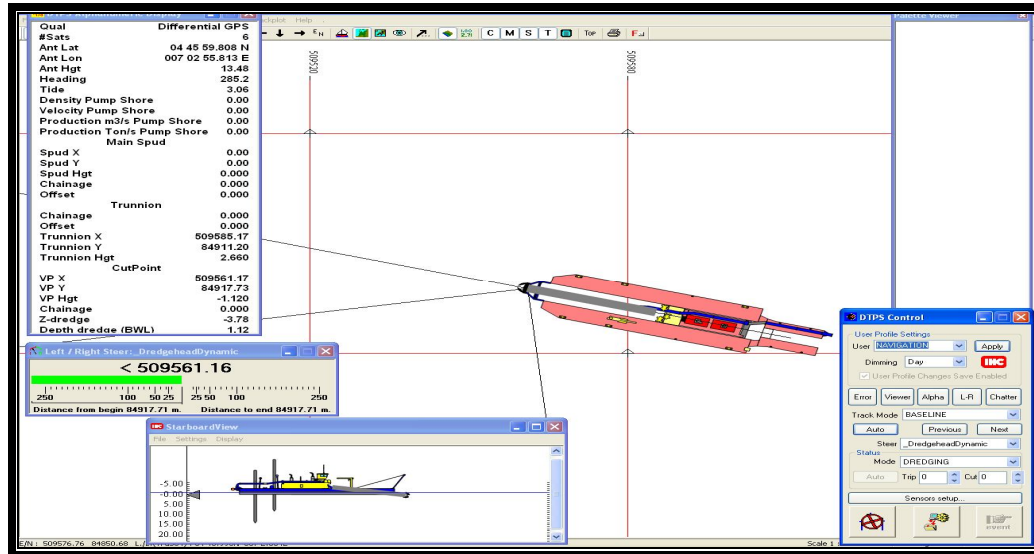 DTPS Alphanumeric Display
Qual Differential GPS
#Sats 6
Ant Lat 04 45 59.808 N
Ant Lon 007 02 55.813 E
Ant Hgt 13.48
Heading 285.2
Tide 3.06
Density Pump Shore 0.00
Velocity Pump Shore 0.00
Production m3/s Pump Shore 0.00
Production Ton/s Pump Shore 0.00
Main Spud
Spud X 0.00
Spud Y 0.00
Spud Hgt 0.000
Chainage 0.000
Offset 0.000
Trunnion
Chainage 0.000
Offset 0.000
Trunnion X 509585.17
Trunnion Y 84911.20
Trunnion Hgt 2.660
CutPoint
VP X 509561.17
VP Y 84917.73
VP Hgt -1.120
Chainage 0.000
Z-dredge -3.78
Depth dredge (BWL) 1.12
Help
EN C M S T TOP
509520
509580
Palette Viewer
Left / Right Steer:_DredgeheadDynamic
< 509561.16
250 100 50 25 25 50 100 250
Distance from begin 84917.71 m. Distance to end 84917.71 m.
IHC StarboardView
File Settings Display
-5.00
-0.00
5.00
10.00
15.00
20.00
DTPS Control
User Profile Settings
User NAVIGATION Apply
Dimming Day IHC
User Profile Changes Save Enabled
Error Viewer Alpha L-R Chatter
Track Mode BASELINE
Auto Previous Next
Steer _DredgeheadDynamic
Status
Mode DREDGING
Auto Trip 0 Cut 0
Sensors setup...
event
E/N : 509576.76 84850.68
Scale 1 :